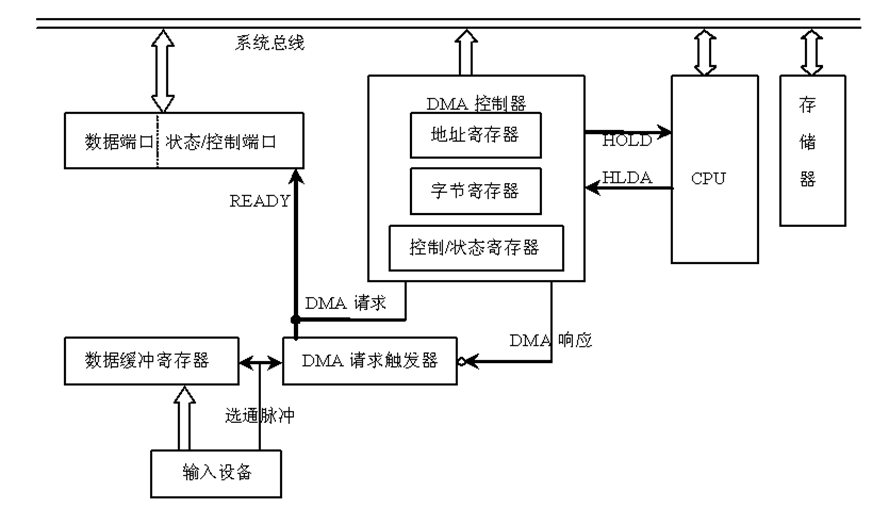 系统总线
DMA 控制器
数据端口 状态/控制端口
地址寄存器
HOLD
存储器
READY
字节寄存器
HLDA
CPU
控制/状态寄存器
DMA 请求
DMA 响应
数据缓冲寄存器
DMA 请求触发器
选通脉冲
输入设备